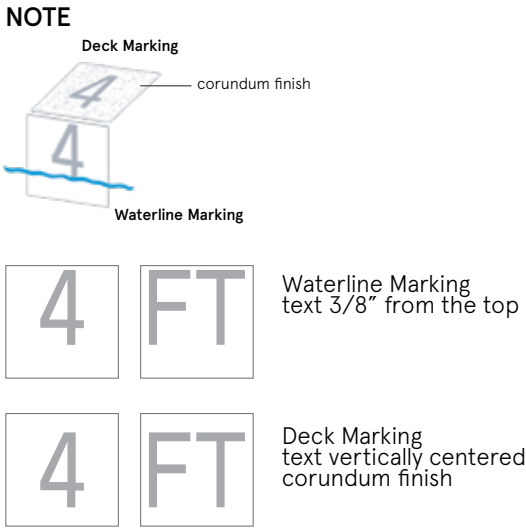 NOTE
Deck Marking
corundum finish
4
4
Waterline Marking
4 FT
Waterline Marking
text 3/8” from the top
4 FT
Deck Marking
text vertically centered
corundum finish